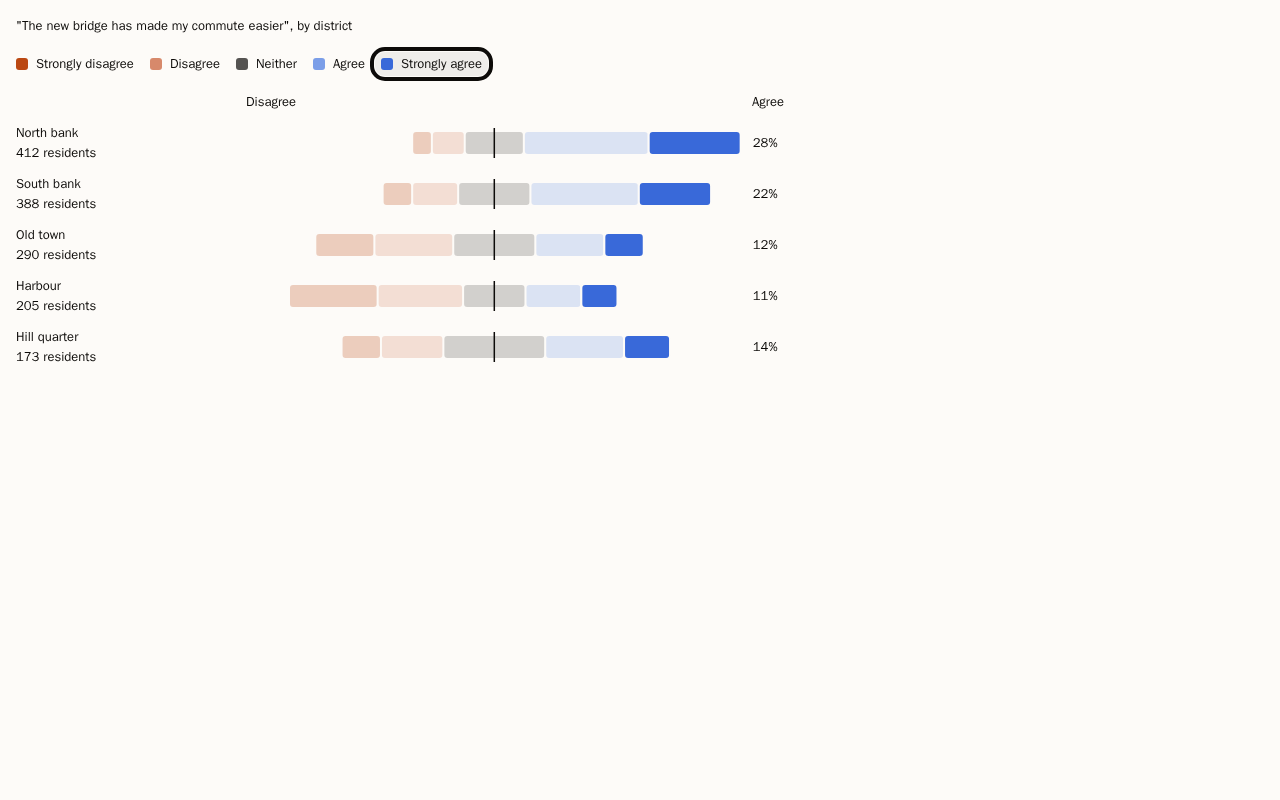 "The new bridge has made my commute easier", by district
Strongly disagree Disagree Neither Agree Strongly agree
Disagree Agree
North bank
412 residents
28%
South bank
388 residents
22%
Old town
290 residents
12%
Harbour
205 residents
11%
Hill quarter
173 residents
14%